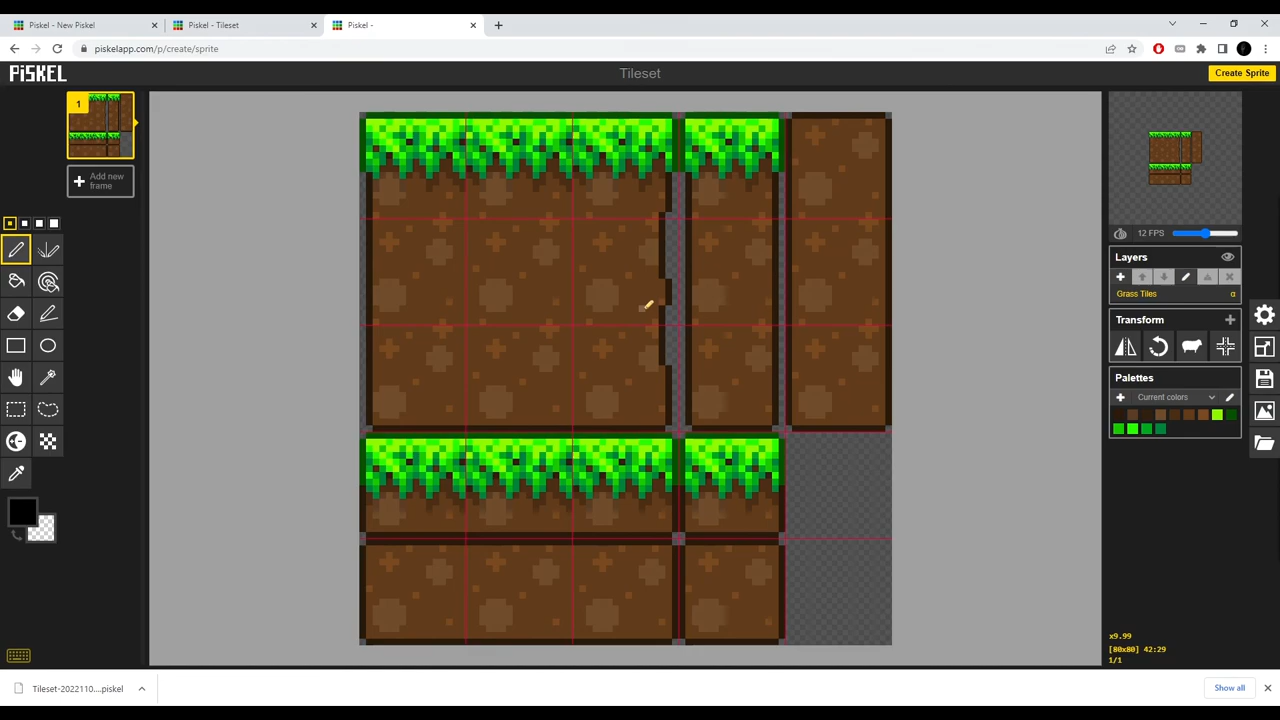 Piskel - New Piskel
Piskel - Tileset
Piskel -
piskelapp.com/p/create/sprite
PiSKEL
Tileset
Create Sprite
1
Add new
frame
12 FPS
Layers
Grass Tiles
α
Transform
Palettes
Current colors
x9.99
[80x80] 42:29
1/1
Tileset-2022110....piskel
Show all